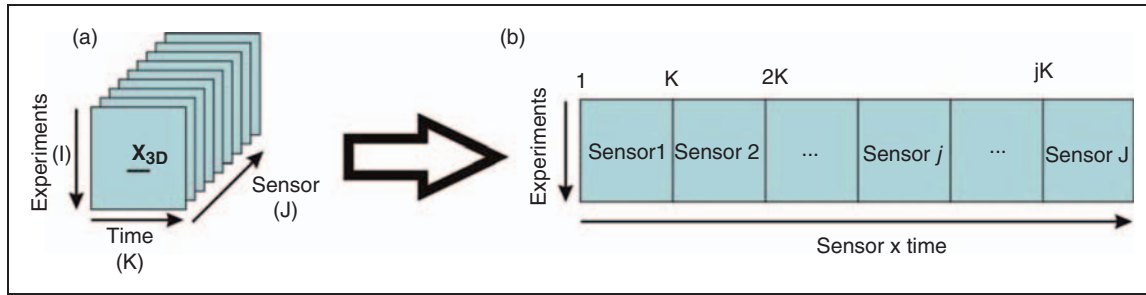 (a)
Experiments
(I)
X3D
Time
(K)
Sensor
(J)
(b)
1
K
2K
jK
Experiments
Sensor1
Sensor 2
...
Sensor j
...
Sensor J
Sensor x time